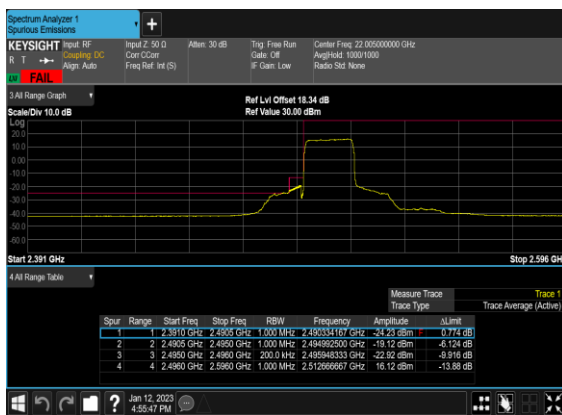 Spectrum Analyzer 1
Spurious Emissions
+
KEYSIGHT Input: RF Input Z: 50 Ω Atten: 30 dB Trig: Free Run Center Freq: 22.005000000 GHz
R T Coupling: DC Corr CCorr Gate: Off Avg|Hold: 1000/1000
Align: Auto Freq Ref: Int (S) IF Gain: Low Radio Std: None
FAIL
3 All Range Graph
Ref Lvl Offset 18.34 dB
Scale/Div 10.0 dB Ref Value 30.00 dBm
Log
20.0
10.0
0.00
-10.0
-20.0
-30.0
-40.0
-50.0
-60.0
Start 2.391 GHz Stop 2.596 GHz
4 All Range Table
Measure Trace Trace 1
Trace Type Trace Average (Active)
Spur Range Start Freq Stop Freq RBW Frequency Amplitude ΔLimit
1 1 2.3910 GHz 2.4905 GHz 1.000 MHz 2.490334167 GHz -24.23 dBm F 0.774 dB
2 2 2.4905 GHz 2.4950 GHz 1.000 MHz 2.494992500 GHz -19.12 dBm -6.124 dB
3 3 2.4950 GHz 2.4960 GHz 200.0 kHz 2.495948333 GHz -22.92 dBm -9.916 dB
4 4 2.4960 GHz 2.5960 GHz 1.000 MHz 2.512666667 GHz 16.12 dBm -13.88 dB
? Jan 12, 2023
4:55:47 PM